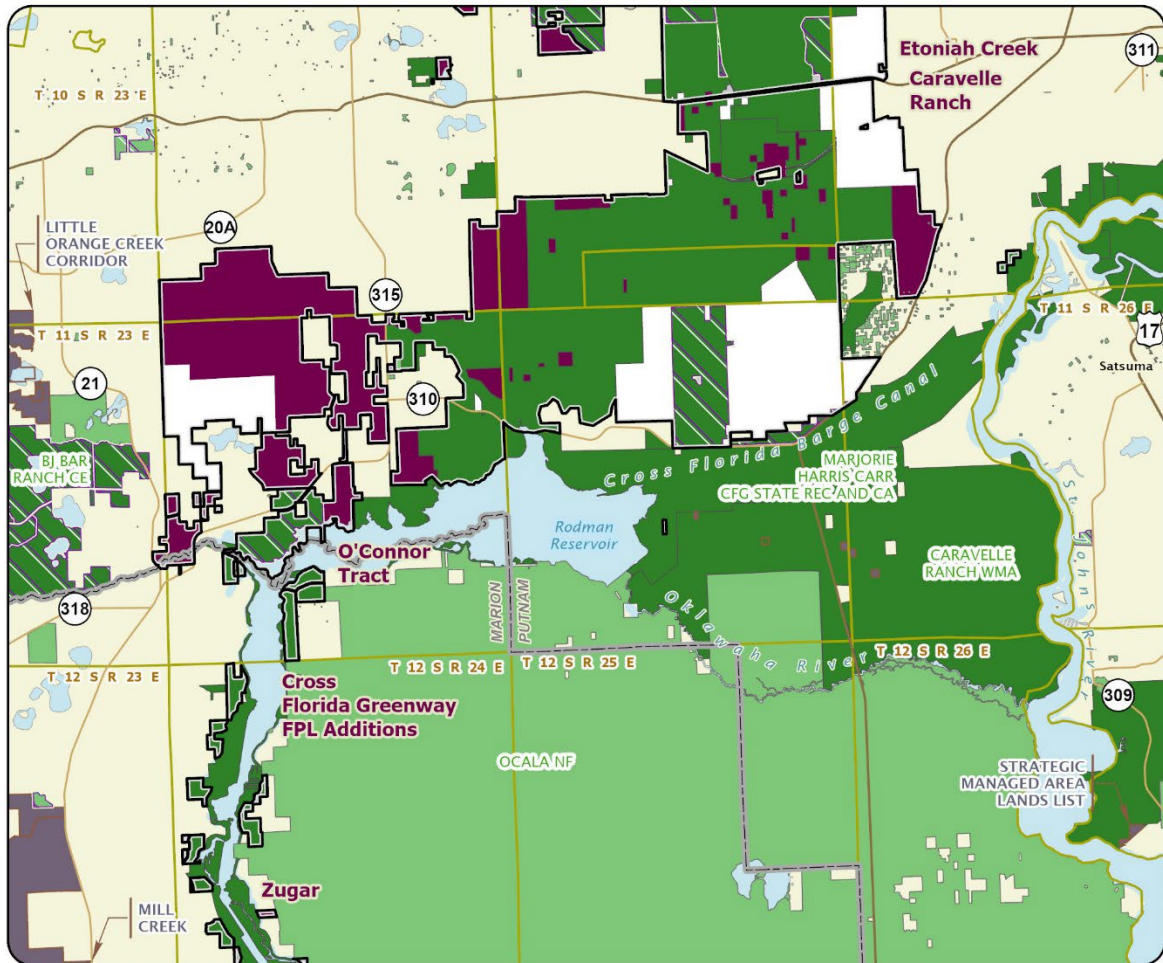 Etoniah Creek
Caravelle
Ranch
311
T 10 S R 23 E
LITTLE
ORANGE CREEK
CORRIDOR
20A
315
T 11 S R 23 E
T 11 S R 26 E
17
Satsuma
21
310
BJ BAR
RANCH CE
Cross Florida Barge Canal
MARJORIE
HARRIS CARR
CFG STATE REC AND CA
Rodman
Reservoir
St. Johns River
O'Connor
Tract
CARAVELLE
RANCH WMA
318
MARION
PUTNAM
Oklawaha River
T 12 S R 23 E
T 12 S R 24 E
T 12 S R 25 E
T 12 S R 26 E
Cross
Florida Greenway
FPL Additions
309
OCALA NF
STRATEGIC
MANAGED AREA
LANDS LIST
Zugar
MILL
CREEK